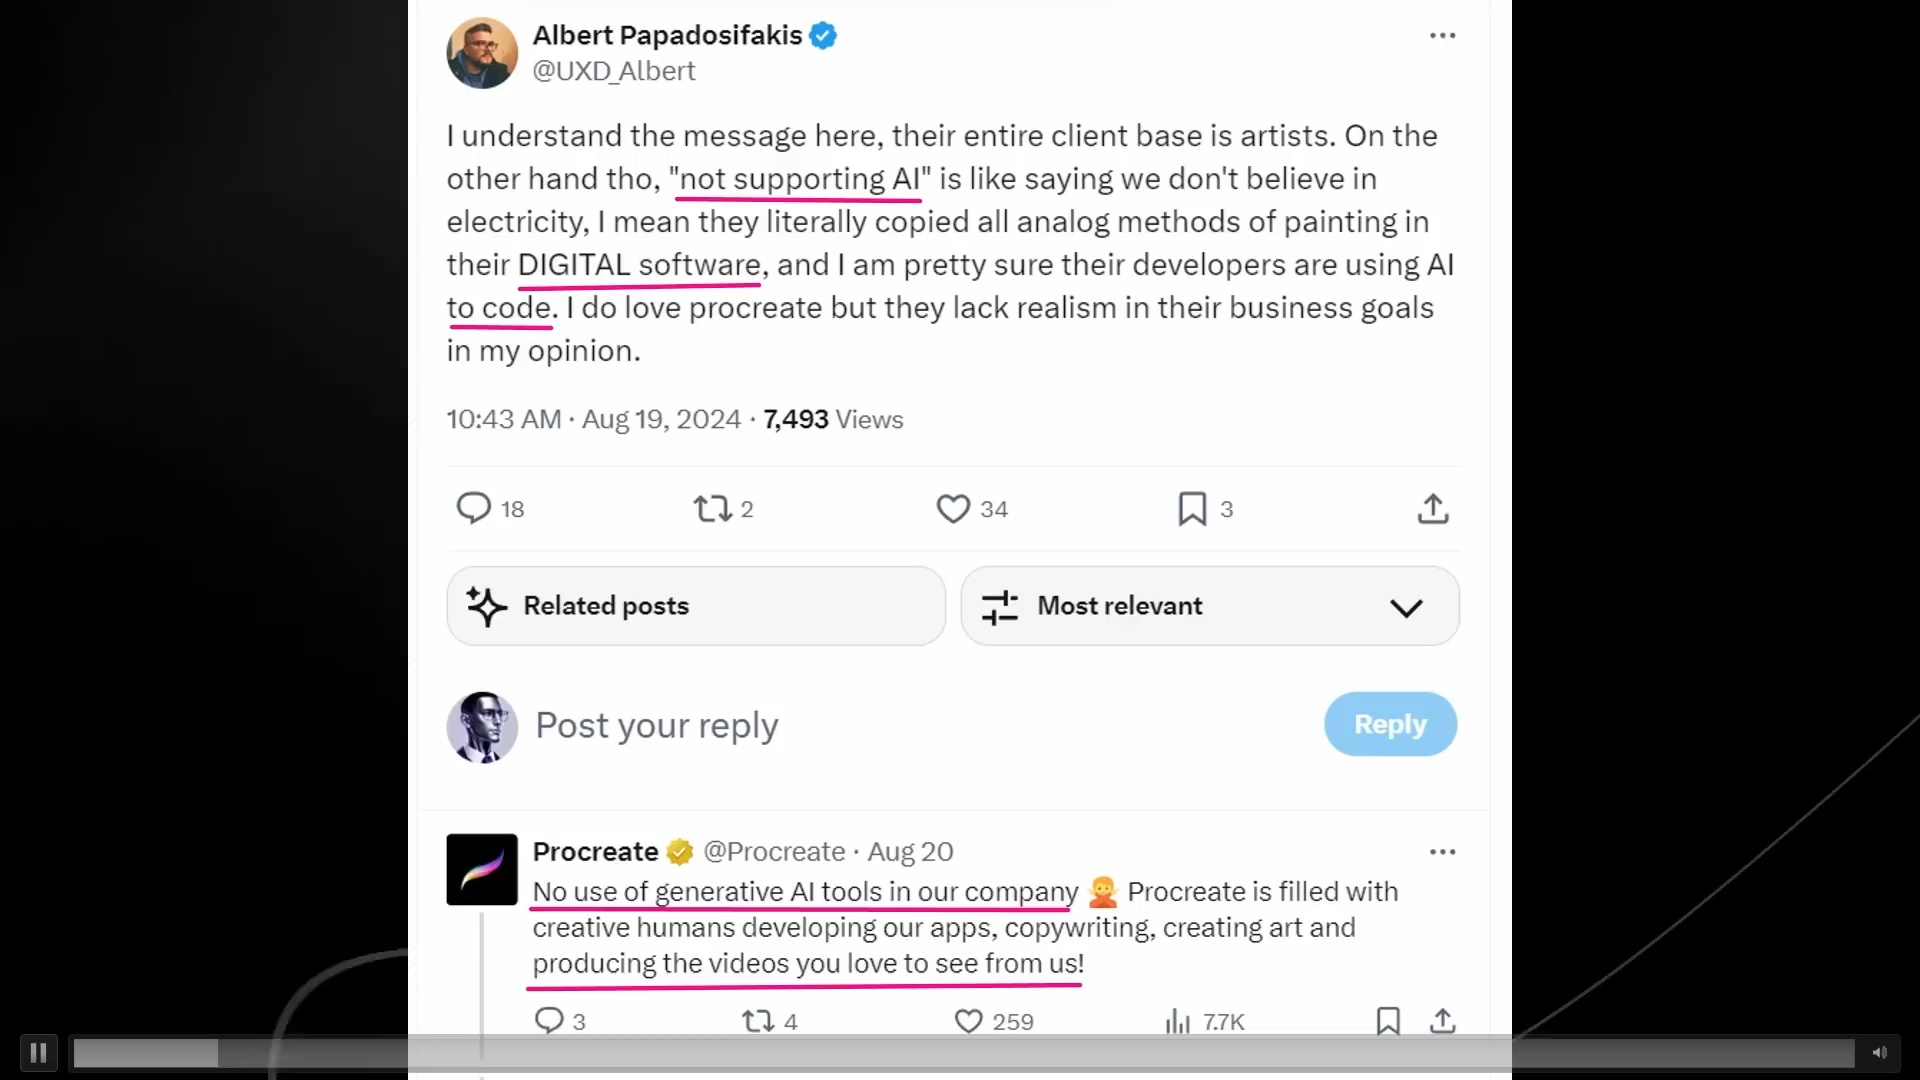 Albert Papadosifakis
@UXD_Albert
I understand the message here, their entire client base is artists. On the
other hand tho, "not supporting AI" is like saying we don't believe in
electricity, I mean they literally copied all analog methods of painting in
their DIGITAL software, and I am pretty sure their developers are using AI
to code. I do love procreate but they lack realism in their business goals
in my opinion.
10:43 AM · Aug 19, 2024 · 7,493 Views
18 2 34 3
Related posts Most relevant
Post your reply Reply
Procreate @Procreate · Aug 20
No use of generative AI tools in our company 🙅 Procreate is filled with
creative humans developing our apps, copywriting, creating art and
producing the videos you love to see from us!
3 4 259 7.7K